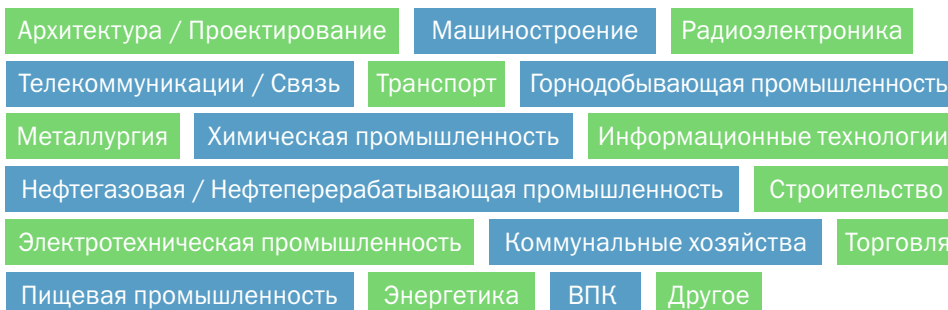 Архитектура / Проектирование Машиностроение Радиоэлектроника
Телекоммуникации / Связь Транспорт Горнодобывающая промышленность
Металлургия Химическая промышленность Информационные технологии
Нефтегазовая / Нефтеперерабатывающая промышленность Строительство
Электротехническая промышленность Коммунальные хозяйства Торговля
Пищевая промышленность Энергетика ВПК Другое